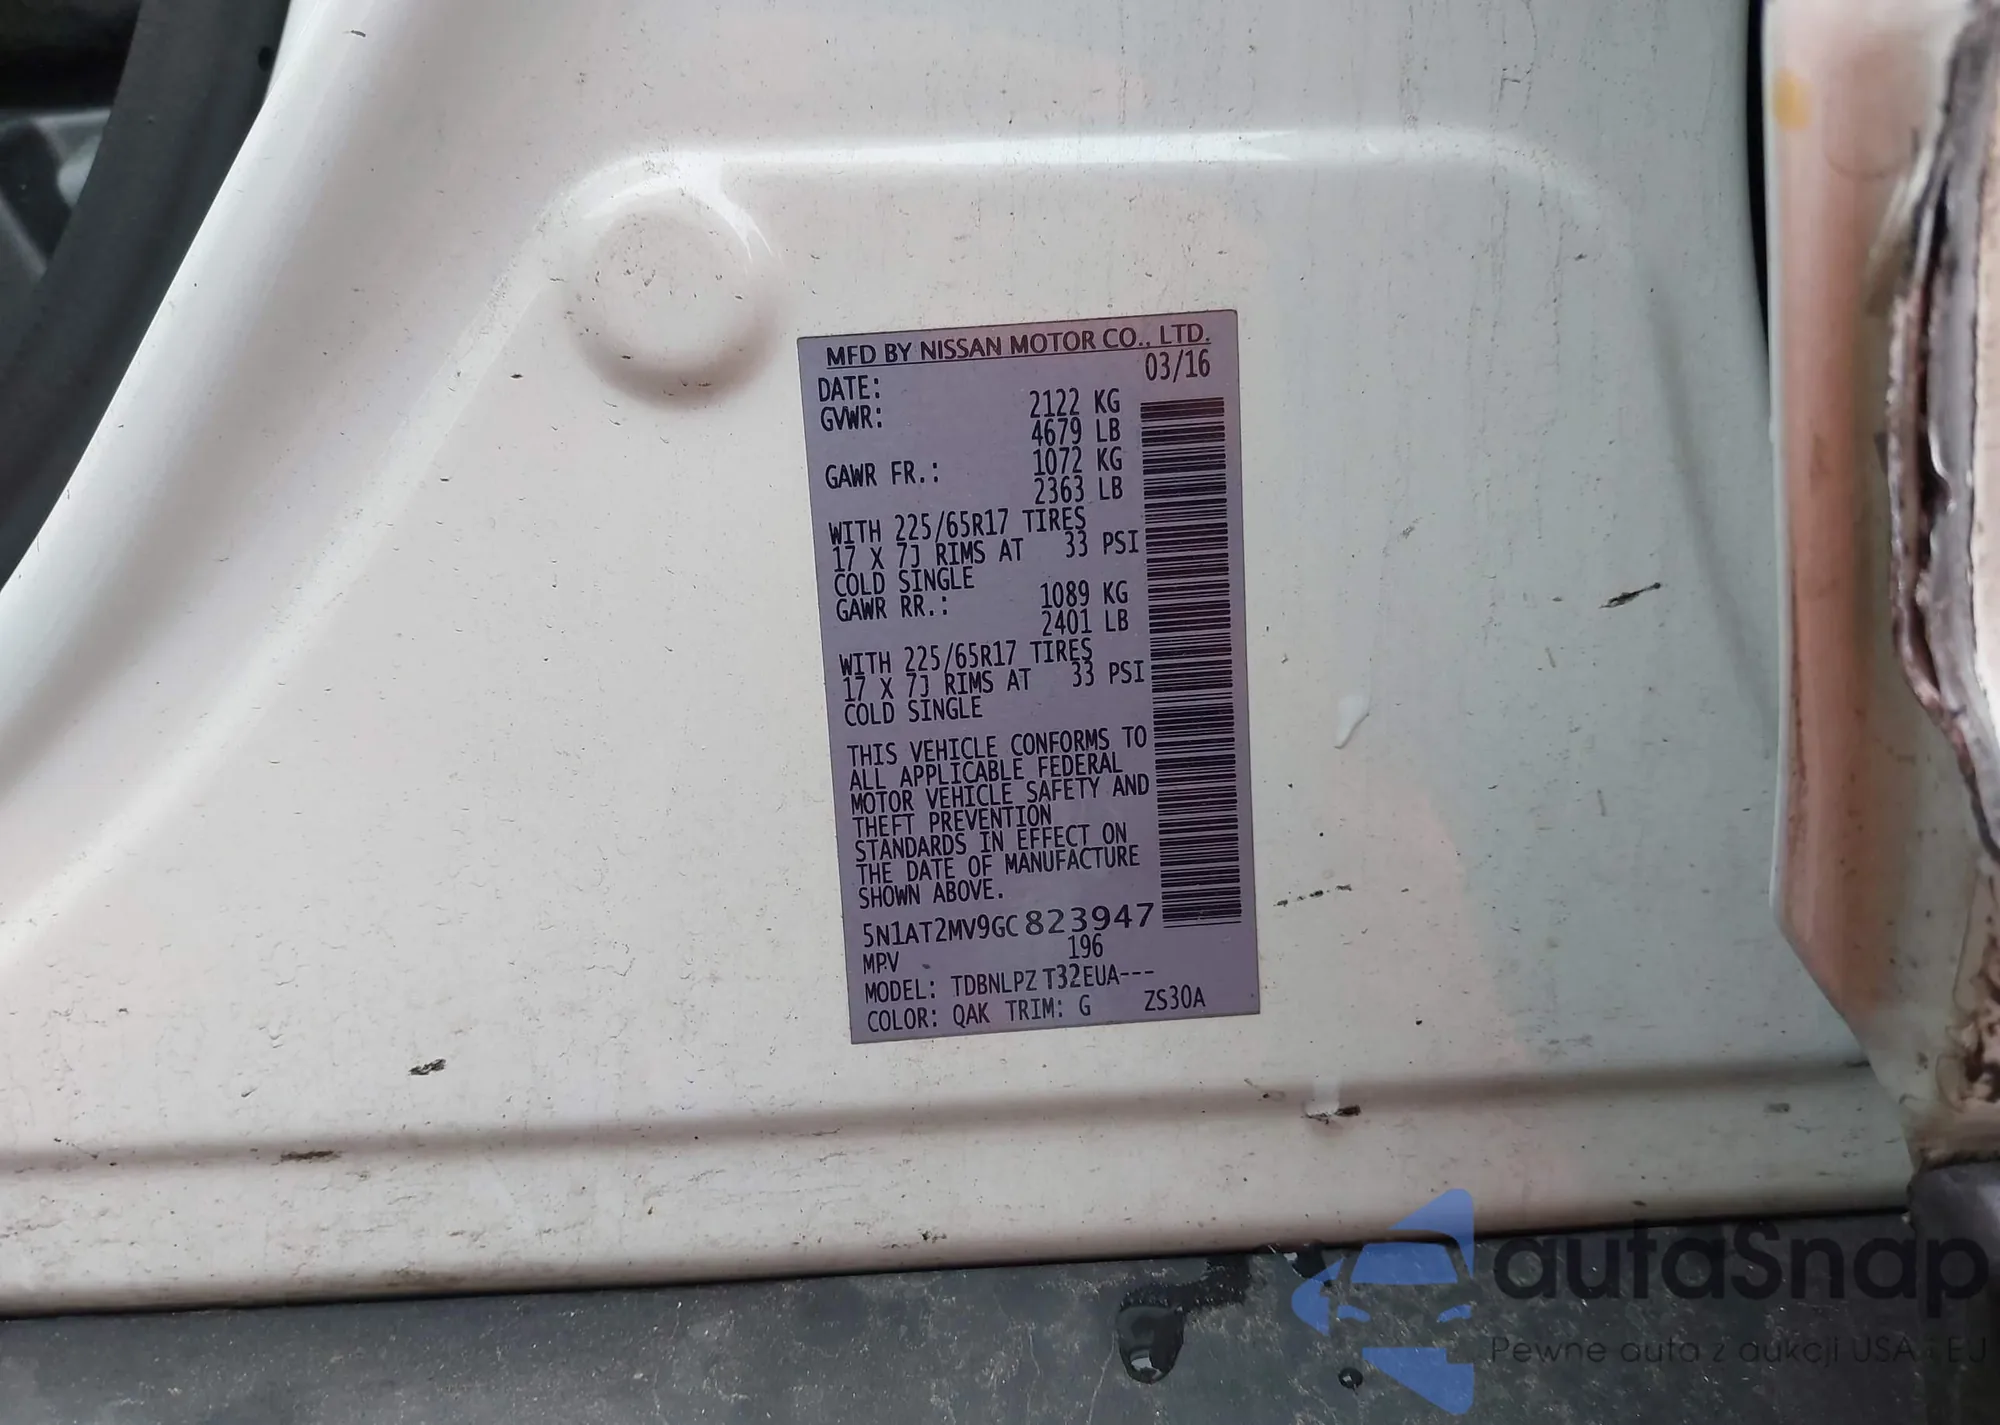 MFD BY NISSAN MOTOR CO., LTD.
DATE: 03/16
GVWR: 2122 KG
4679 LB
GAWR FR.: 1072 KG
2363 LB
WITH 225/65R17 TIRES
17 X 7J RIMS AT 33 PSI
COLD SINGLE
GAWR RR.: 1089 KG
2401 LB
WITH 225/65R17 TIRES
17 X 7J RIMS AT 33 PSI
COLD SINGLE
THIS VEHICLE CONFORMS TO
ALL APPLICABLE FEDERAL
MOTOR VEHICLE SAFETY AND
THEFT PREVENTION
STANDARDS IN EFFECT ON
THE DATE OF MANUFACTURE
SHOWN ABOVE.
5N1AT2MV9GC823947
MPV 196
MODEL: TDBNLPZ T32EUA---
COLOR: QAK TRIM: G ZS30A
autaSnap
Pewne auta z aukcji USA i EU